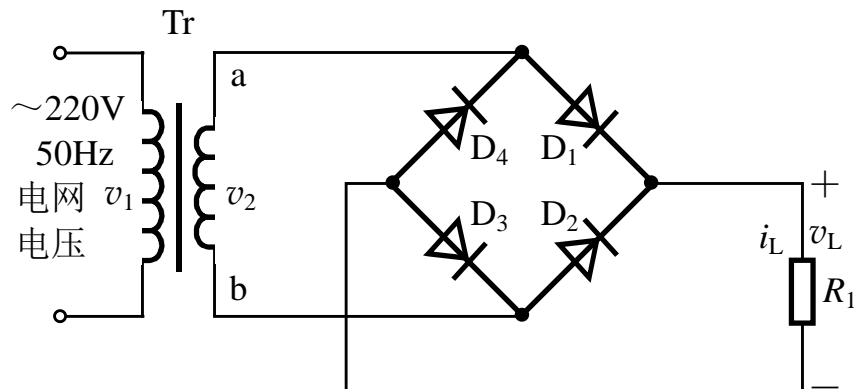 Tr
a
～220V
50Hz
电网
电压
v1
v2
b
D4
D1
D3
D2
+
iL
vL
R1
−